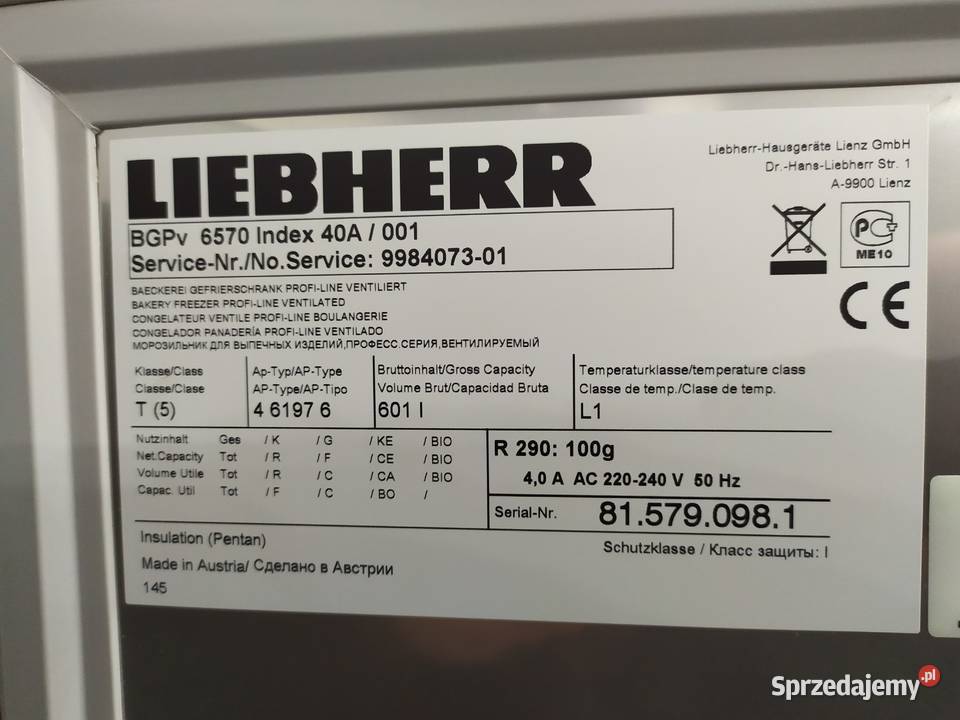 LIEBHERR
Liebherr-Hausgeräte Lienz GmbH
Dr.-Hans-Liebherr Str. 1
A-9900 Lienz
BGPv 6570 Index 40A / 001
Service-Nr./No.Service: 9984073-01
PC
ME10
CE
BAECKEREI GEFRIERSCHRANK PROFI-LINE VENTILIERT
BAKERY FREEZER PROFI-LINE VENTILATED
CONGELATEUR VENTILE PROFI-LINE BOULANGERIE
CONGELADOR PANADERÍA PROFI-LINE VENTILADO
МОРОЗИЛЬНИК ДЛЯ ВЫПЕЧНЫХ ИЗДЕЛИЙ,ПРОФЕСС.СЕРИЯ,ВЕНТИЛИРУЕМЫЙ
Klasse/Class Ap-Typ/AP-Type Bruttoinhalt/Gross Capacity Temperaturklasse/temperature class
Classe/Clase AP-Type/AP-Tipo Volume Brut/Capacidad Bruta Classe de temp./Clase de temp.
T (5) 4 6197 6 601 l L1
Nutzinhalt Ges / K / G / KE / BIO
Net.Capacity Tot / R / F / CE / BIO
Volume Utile Tot / R / C / CA / BIO
Capac. Util Tot / F / C / BO /
R 290: 100g
4,0 A AC 220-240 V 50 Hz
Serial-Nr. 81.579.098.1
Insulation (Pentan)
Schutzklasse / Класс защиты: I
Made in Austria/ Сделано в Австрии
145
Sprzedajemy.pl